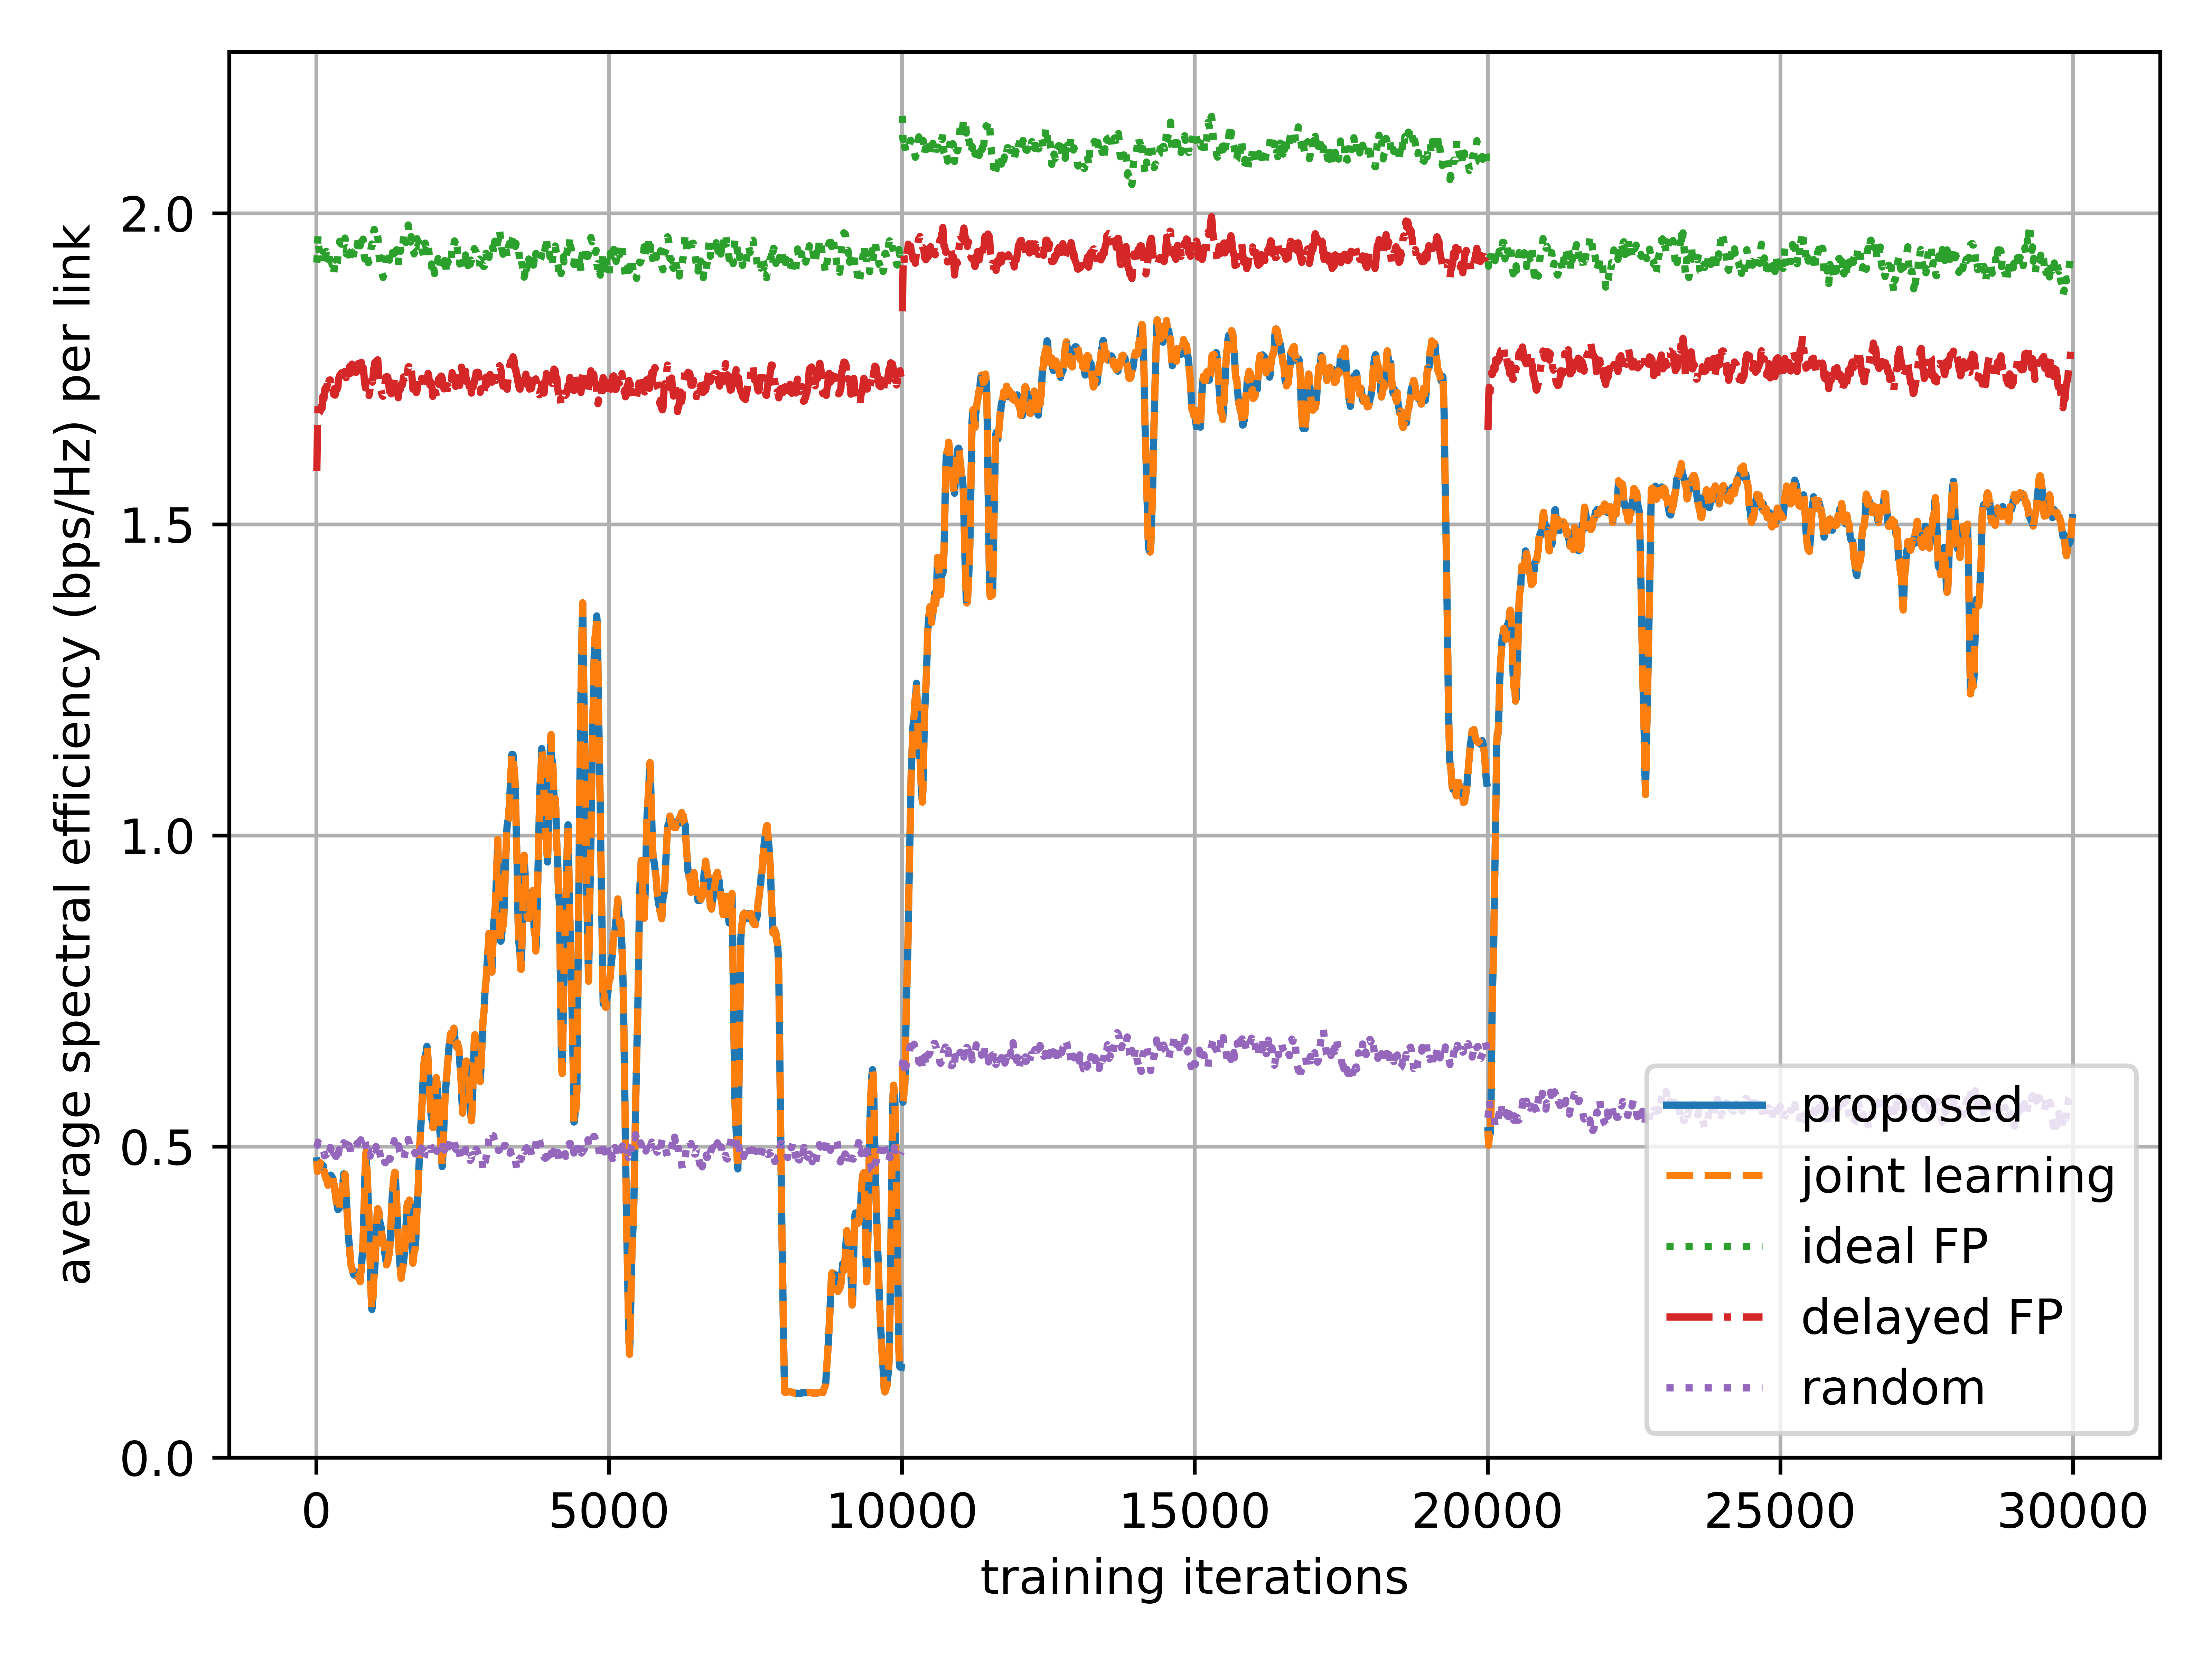 average spectral efficiency (bps/Hz) per link
2.0
1.5
1.0
0.5
0.0
proposed
joint learning
ideal FP
delayed FP
random
0 5000 10000 15000 20000 25000 30000
training iterations